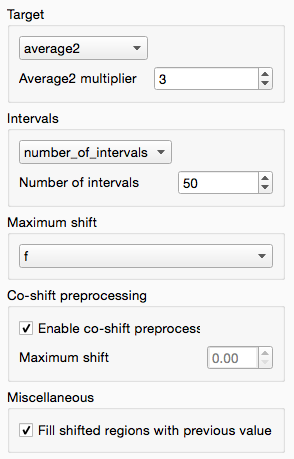 Target
average2
Average2 multiplier 3
Intervals
number_of_intervals
Number of intervals 50
Maximum shift
f
Co-shift preprocessing
Enable co-shift preprocess
Maximum shift 0.00
Miscellaneous
Fill shifted regions with previous value